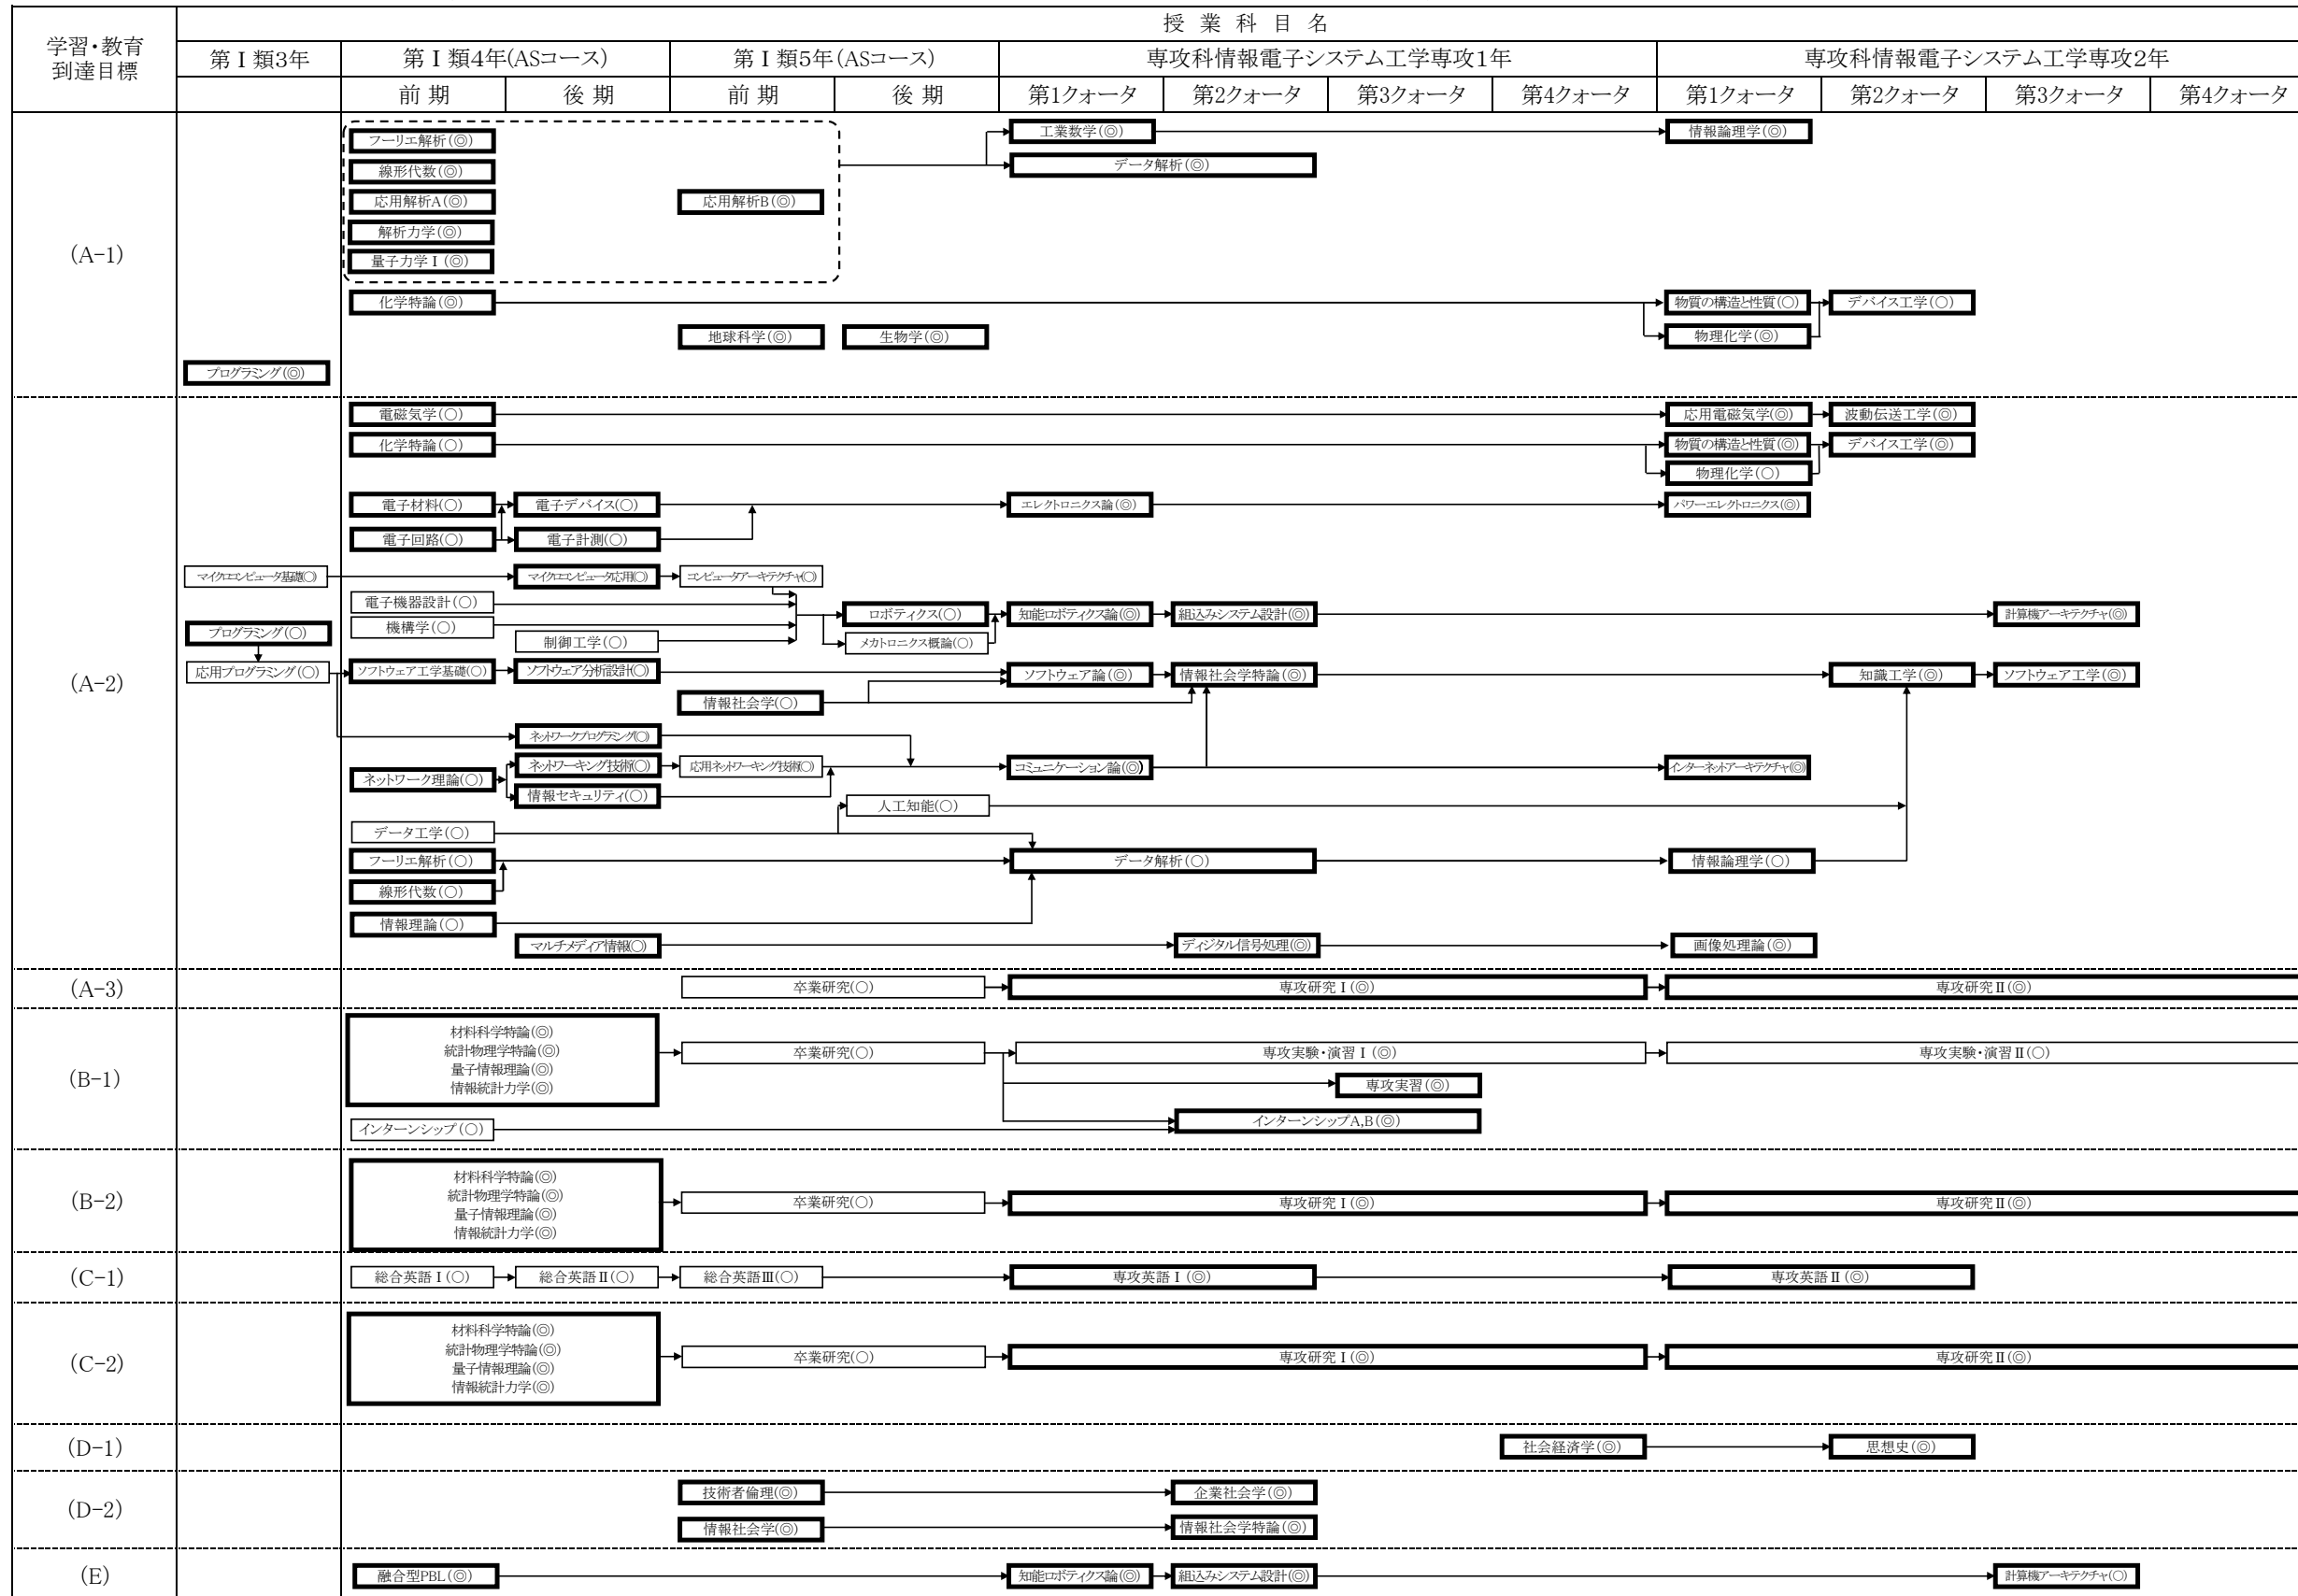 授 業 科 目 名
学習・教育
到達目標
第Ⅰ類3年
第Ⅰ類4年(ASコース)
第Ⅰ類5年(ASコース)
専攻科情報電子システム工学専攻1年
専攻科情報電子システム工学専攻2年
前 期
後 期
前 期
後 期
第1クォータ
第2クォータ
第3クォータ
第4クォータ
第1クォータ
第2クォータ
第3クォータ
第4クォータ
(A-1)
フーリエ解析(◎)
工業数学(◎)
情報論理学(◎)
線形代数(◎)
データ解析(◎)
応用解析A(◎)
応用解析B(◎)
解析力学(◎)
量子力学Ⅰ(◎)
化学特論(◎)
物質の構造と性質(○)
デバイス工学(○)
地球科学(◎)
生物学(◎)
物理化学(◎)
プログラミング(◎)
(A-2)
電磁気学(○)
応用電磁気学(◎)
波動伝送工学(◎)
化学特論(○)
物質の構造と性質(◎)
デバイス工学(◎)
物理化学(○)
電子材料(○)
電子デバイス(○)
エレクトロニクス論(◎)
パワーエレクトロニクス(◎)
電子回路(○)
電子計測(○)
マイクロコンピュータ基礎(○)
マイクロコンピュータ応用(○)
コンピュータアーキテクチャ(○)
電子機器設計(○)
ロボティクス(○)
知能ロボティクス論(◎)
組込みシステム設計(◎)
計算機アーキテクチャ(◎)
プログラミング(○)
機構学(○)
制御工学(○)
メカトロニクス概論(○)
応用プログラミング(○)
ソフトウェア工学基礎(○)
ソフトウェア分析設計(○)
ソフトウェア論(◎)
情報社会学特論(◎)
知識工学(◎)
ソフトウェア工学(◎)
情報社会学(○)
ネットワークプログラミング(○)
ネットワーク理論(○)
ネットワーキング技術(○)
応用ネットワーキング技術(○)
コミュニケーション論(◎)
インターネットアーキテクチャ(◎)
情報セキュリティ(○)
人工知能(○)
データ工学(○)
フーリエ解析(○)
データ解析(○)
情報論理学(○)
線形代数(○)
情報理論(○)
マルチメディア情報(○)
ディジタル信号処理(◎)
画像処理論(◎)
(A-3)
卒業研究(○)
専攻研究Ⅰ(◎)
専攻研究Ⅱ(◎)
(B-1)
材料科学特論(◎)
統計物理学特論(◎)
量子情報理論(◎)
情報統計力学(◎)
卒業研究(○)
専攻実験・演習Ⅰ(◎)
専攻実験・演習Ⅱ(○)
専攻実習(◎)
インターンシップ(○)
インターンシップA,B(◎)
(B-2)
材料科学特論(◎)
統計物理学特論(◎)
量子情報理論(◎)
情報統計力学(◎)
卒業研究(○)
専攻研究Ⅰ(◎)
専攻研究Ⅱ(◎)
(C-1)
総合英語Ⅰ(○)
総合英語Ⅱ(○)
総合英語Ⅲ(○)
専攻英語Ⅰ(◎)
専攻英語Ⅱ(◎)
(C-2)
材料科学特論(◎)
統計物理学特論(◎)
量子情報理論(◎)
情報統計力学(◎)
卒業研究(○)
専攻研究Ⅰ(◎)
専攻研究Ⅱ(◎)
(D-1)
社会経済学(◎)
思想史(◎)
(D-2)
技術者倫理(◎)
企業社会学(◎)
情報社会学(◎)
情報社会学特論(◎)
(E)
融合型PBL(◎)
知能ロボティクス論(◎)
組込みシステム設計(◎)
計算機アーキテクチャ(○)